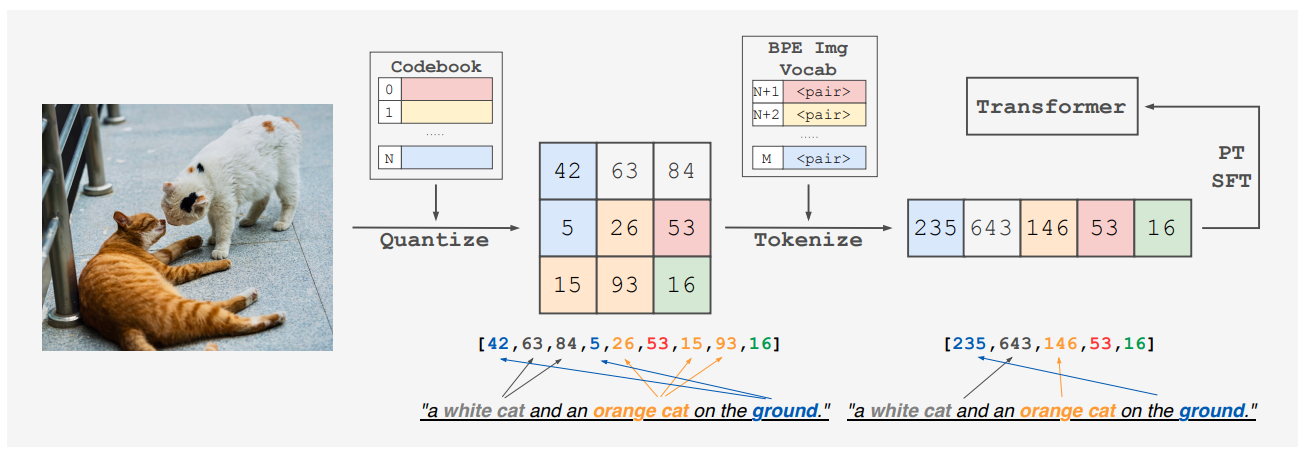 Codebook
0
1
.....
N
Quantize
42 63 84
5 26 53
15 93 16
[42,63,84,5,26,53,15,93,16]
"a white cat and an orange cat on the ground."
BPE Img
Vocab
N+1 <pair>
N+2 <pair>
.....
M <pair>
Tokenize
235 643 146 53 16
[235,643,146,53,16]
"a white cat and an orange cat on the ground."
Transformer
PT
SFT